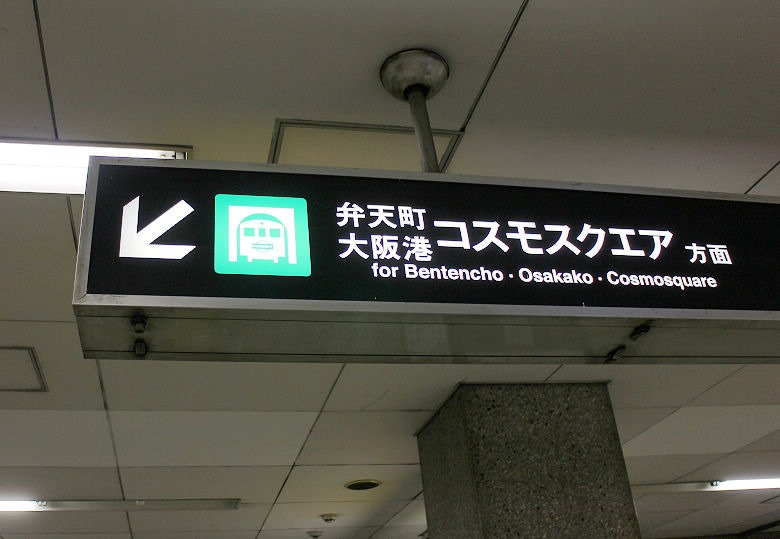 弁天町
大阪港
コスモスクエア 方面
for Bentencho · Osakako · Cosmosquare